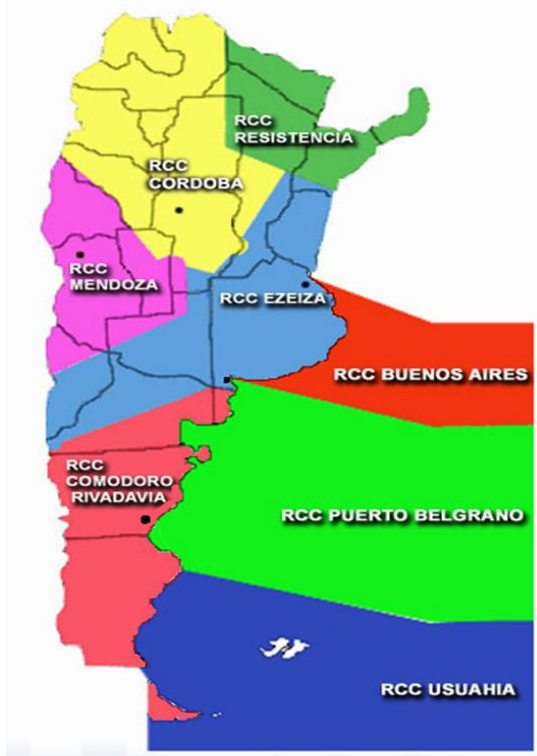 RCC
RESISTENCIA
RCC
CORDOBA
RCC
MENDOZA
RCC EZEIZA
RCC BUENOS AIRES
RCC
COMODORO
RIVADAVIA
RCC PUERTO BELGRANO
RCC USUAHIA